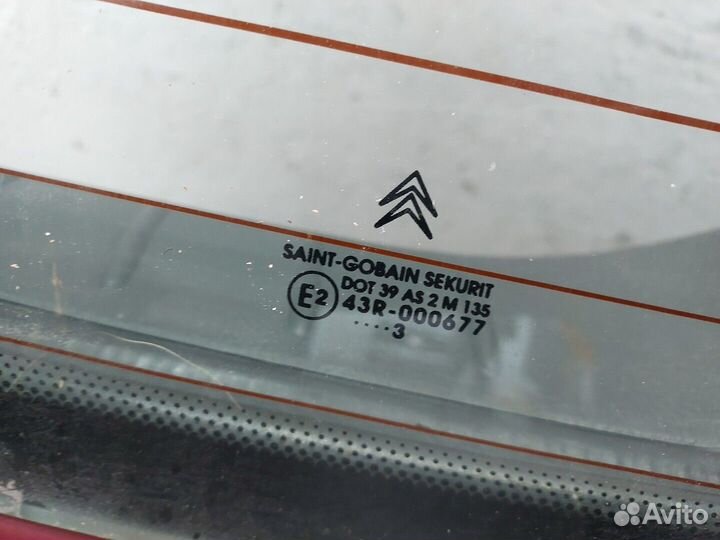 SAINT-GOBAIN SEKURIT
DOT 39 AS 2 M 135
E2 43R-000677
....3
Avito